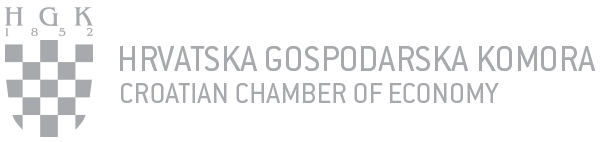 HGK
1852
HRVATSKA GOSPODARSKA KOMORA
CROATIAN CHAMBER OF ECONOMY